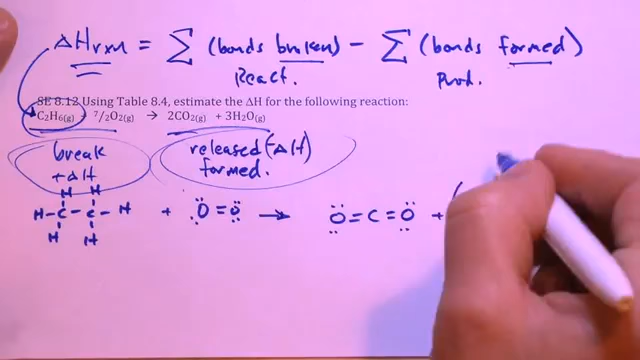 ΔHrxn = Σ (bonds broken) - Σ (bonds formed)
React. Prod.
SE 8.12 Using Table 8.4, estimate the ΔH for the following reaction:
C₂H₆(g) + ⁷/₂O₂(g) → 2CO₂(g) + 3H₂O(g)
break released (-ΔH)
+ΔH formed.
H H
H-C-C-H + O=O → O=C=O + (
H H